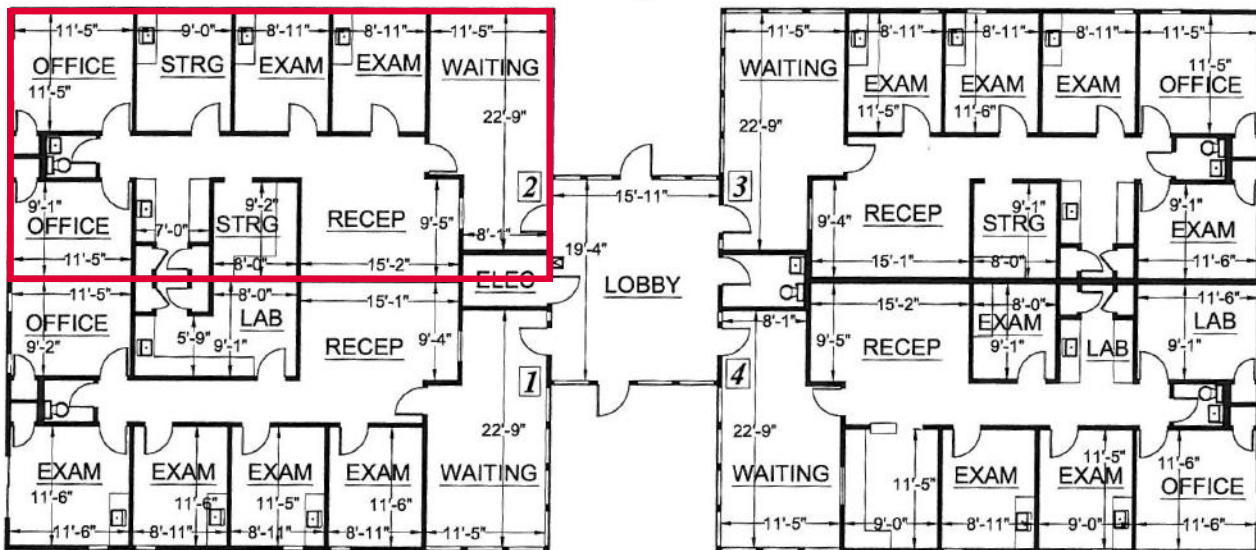 11'-5" 9'-0" 8'-11" 8'-11" 11'-5"
OFFICE STRG EXAM EXAM WAITING
11'-5"
22'-9"
2
9'-1" 9'-2" RECEP 9'-5"
OFFICE STRG
7'-0" 8'-1"
11'-5" 8'-0" 15'-2"
ELEC
11'-5" 8'-0" 15'-1"
OFFICE LAB
5'-9" RECEP 9'-4"
9'-2" 9'-1"
1
22'-9"
EXAM EXAM EXAM EXAM WAITING
11'-6" 11'-6" 11'-5" 11'-6"
11'-6" 8'-11" 8'-11" 8'-11" 11'-5"
15'-11"
19'-4"
LOBBY
11'-5" 8'-11" 8'-11" 8'-11" 11'-5"
WAITING EXAM EXAM EXAM OFFICE
11'-5" 11'-6" 11'-5"
22'-9"
3
9'-4" RECEP STRG 9'-1" 9'-1"
EXAM
15'-1" 8'-0" 11'-6"
15'-2" 8'-0" 11'-6"
8'-1" EXAM LAB
9'-5" RECEP 9'-1" LAB 9'-1"
4
22'-9"
WAITING 11'-5" EXAM EXAM 11'-5" 11'-6" OFFICE
11'-5" 9'-0" 8'-11" 9'-0" 11'-6"